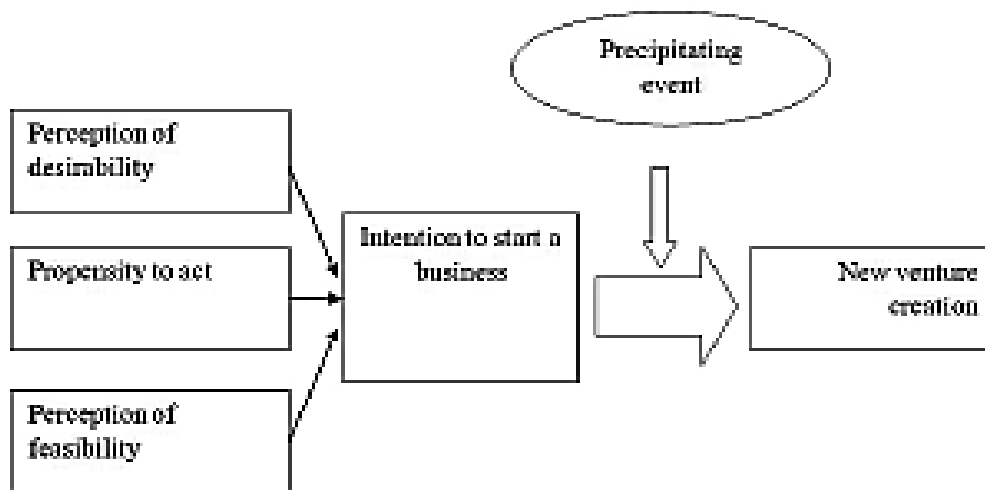 Precipitating
event
Perception of
desirability
Propensity to act
Perception of
feasibility
Intention to start a
business
New venture
creation